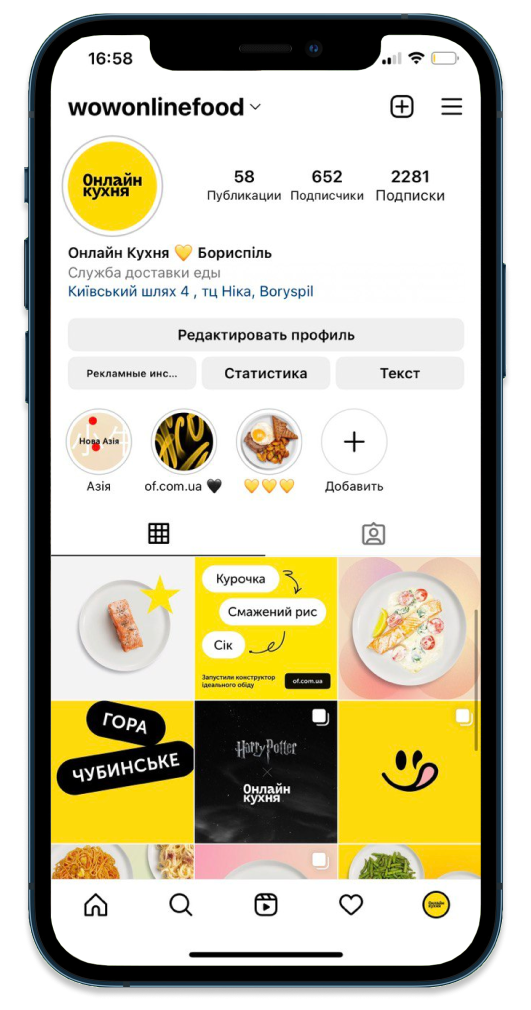 16:58
wowonlinefood
Онлайн
кухня
58
652
2281
Публикации
Подписчики
Подписки
Онлайн Кухня 💛 Бориспіль
Служба доставки еды
Київський шлях 4 , тц Ніка, Boryspil
Редактировать профиль
Рекламные инс...
Статистика
Текст
Нова Азія
Азія
of.com.ua 🖤
💛💛💛
Добавить
Курочка
Смажений рис
Сік
Запустили конструктор
ідеального обіду
of.com.ua
ГОРА
ЧУБИНСЬКЕ
Harry Potter
×
Онлайн
кухня